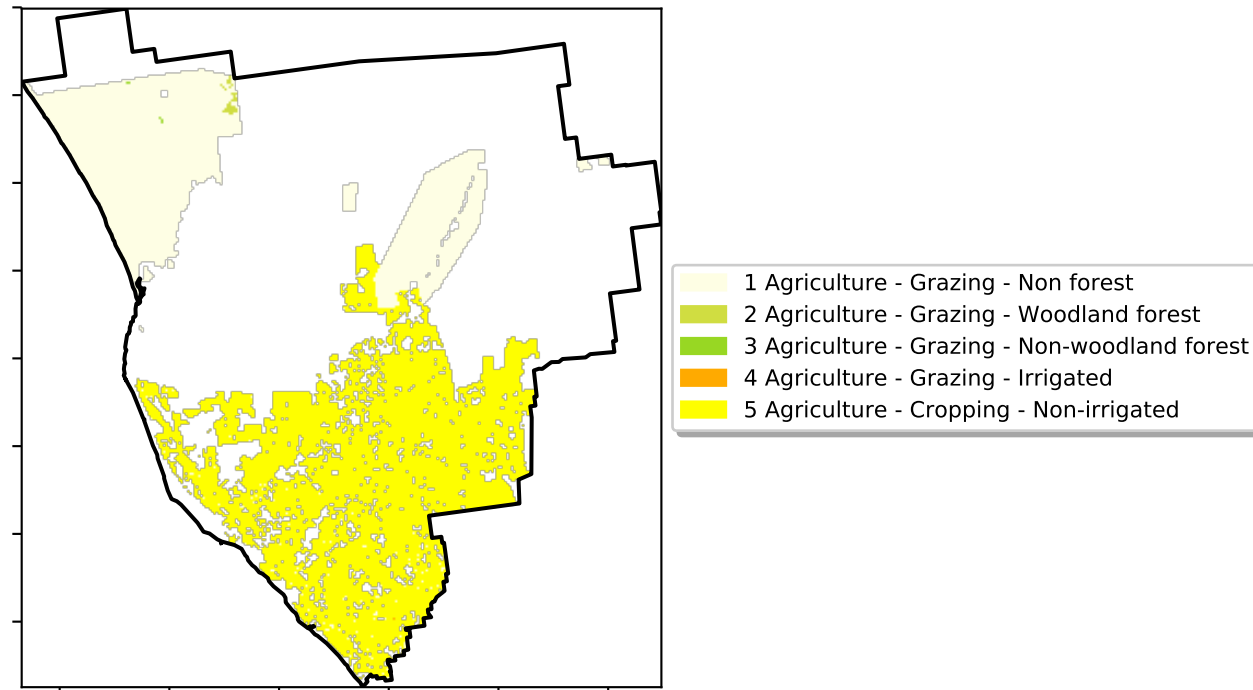 1 Agriculture - Grazing - Non forest
2 Agriculture - Grazing - Woodland forest
3 Agriculture - Grazing - Non-woodland forest
4 Agriculture - Grazing - Irrigated
5 Agriculture - Cropping - Non-irrigated